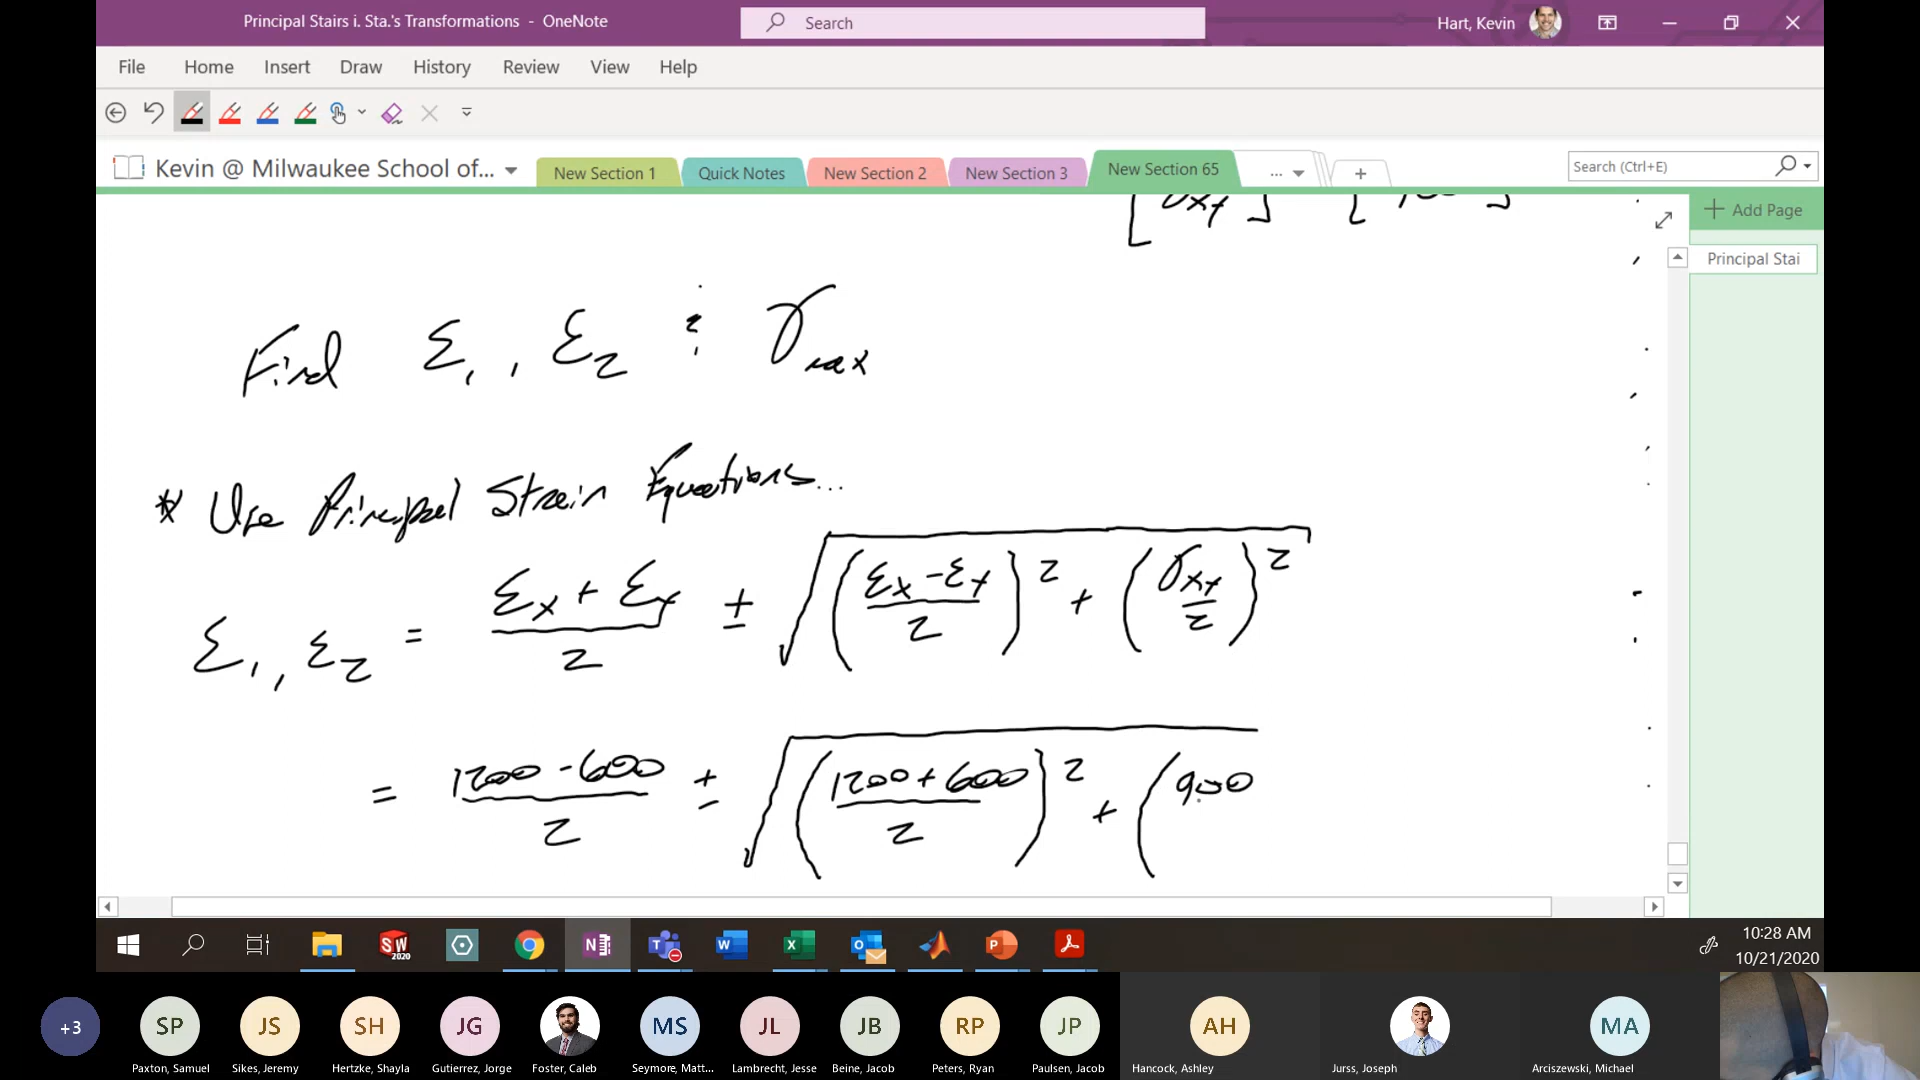 Principal Stairs i. Sta.'s Transformations - OneNote
Search
Hart, Kevin
File Home Insert Draw History Review View Help
Kevin @ Milwaukee School of... New Section 1 Quick Notes New Section 2 New Section 3 New Section 65 ... + Search (Ctrl+E)
+ Add Page
Principal Stai
Find ε₁, ε₂ & γmax
* Use Principal Strain Equations...
ε₁, ε₂ = (εx + εy)/2 ± √(((εx - εy)/2)² + (γxy/2)²)
= (1200 - 600)/2 ± √(((1200 + 600)/2)² + (900
10:28 AM
10/21/2020
+3 SP JS SH JG MS JL JB RP JP AH MA
Paxton, Samuel Sikes, Jeremy Hertzke, Shayla Gutierrez, Jorge Foster, Caleb Seymore, Matt... Lambrecht, Jesse Beine, Jacob Peters, Ryan Paulsen, Jacob Hancock, Ashley Jurss, Joseph Arciszewski, Michael